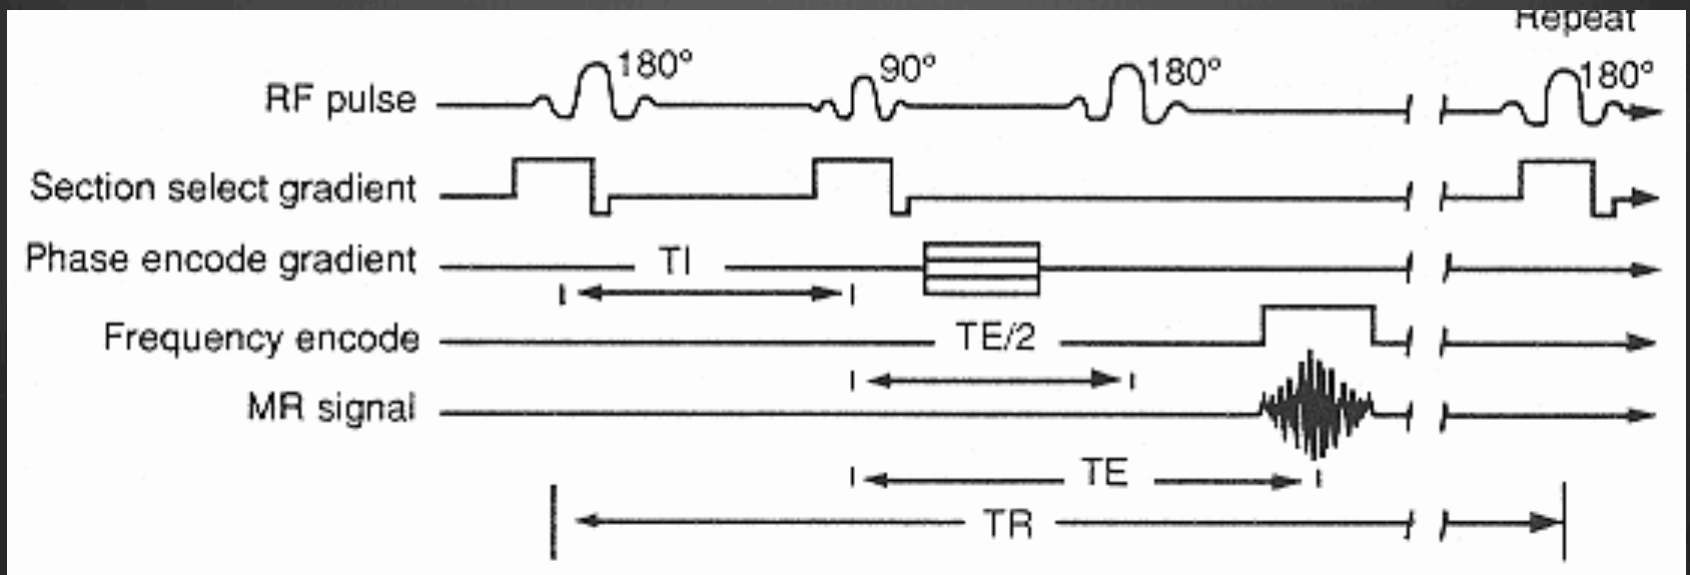 Repeat
RF pulse 180° 90° 180° 180°
Section select gradient
Phase encode gradient TI
Frequency encode TE/2
MR signal
TE
TR